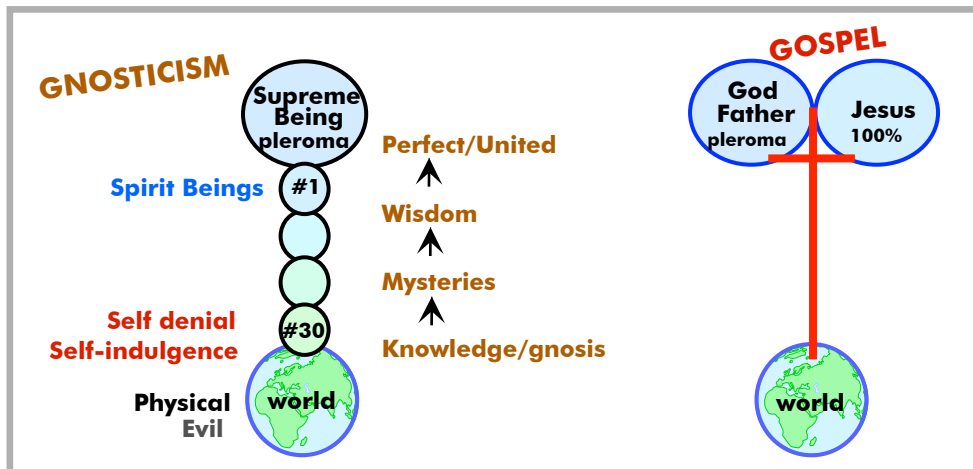 GNOSTICISM
Supreme
Being
pleroma
Spirit Beings
#1
Perfect/United
Wisdom
Mysteries
Knowledge/gnosis
Self denial
Self-indulgence
#30
world
Physical
Evil
GOSPEL
God
Father
pleroma
Jesus
100%
world